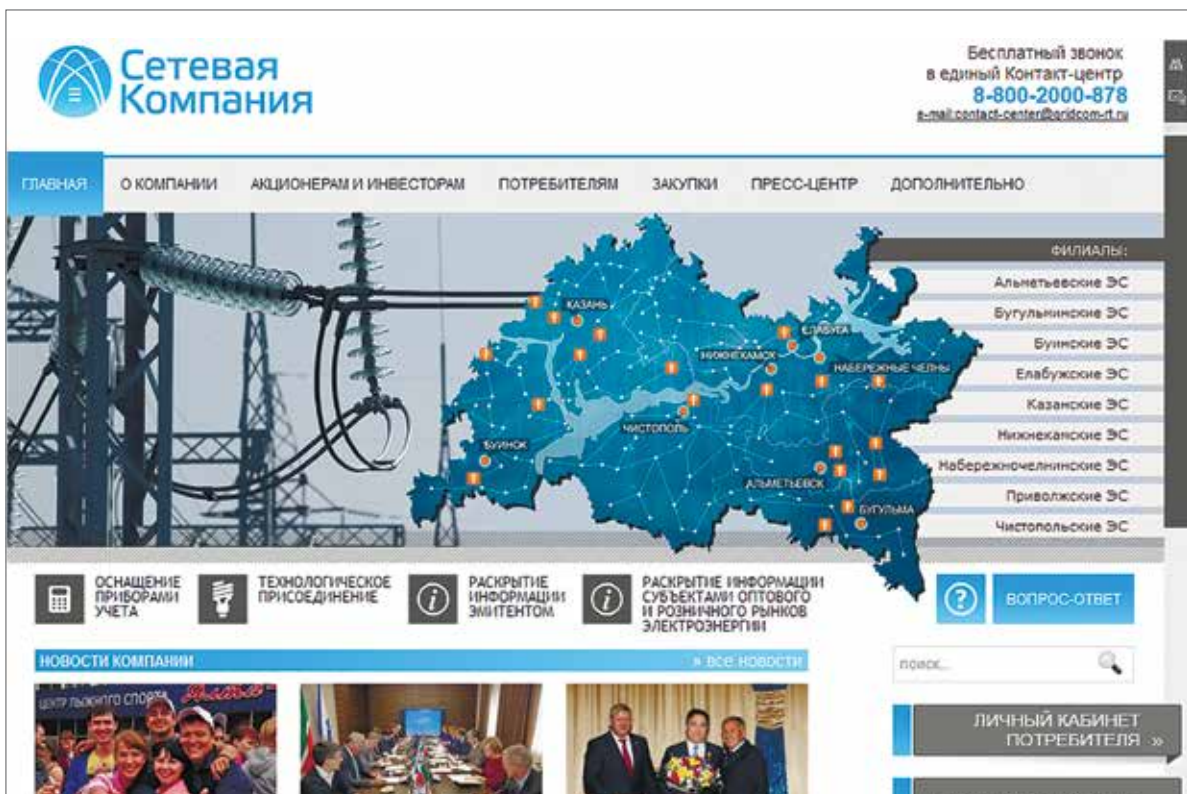 Сетевая
Компания
Бесплатный звонок
в единый Контакт-центр
8-800-2000-878
e-mail:contact-center@gridcom-rt.ru
ГЛАВНАЯ
О КОМПАНИИ
АКЦИОНЕРАМ И ИНВЕСТОРАМ
ПОТРЕБИТЕЛЯМ
ЗАКУПКИ
ПРЕСС-ЦЕНТР
ДОПОЛНИТЕЛЬНО
КАЗАНЬ
ЕЛАБУГА
НИЖНЕКАМСК
НАБЕРЕЖНЫЕ ЧЕЛНЫ
ЧИСТОПОЛЬ
БУИНСК
АЛЬМЕТЬЕВСК
БУГУЛЬМА
ФИЛИАЛЫ:
Альметьевские ЭС
Бугульминские ЭС
Буинские ЭС
Елабужские ЭС
Казанские ЭС
Нижнекамские ЭС
Набережночелнинские ЭС
Приволжские ЭС
Чистопольские ЭС
ОСНАЩЕНИЕ
ПРИБОРАМИ
УЧЕТА
ТЕХНОЛОГИЧЕСКОЕ
ПРИСОЕДИНЕНИЕ
РАСКРЫТИЕ
ИНФОРМАЦИИ
ЭМИТЕНТОМ
РАСКРЫТИЕ ИНФОРМАЦИИ
СУБЪЕКТАМИ ОПТОВОГО
И РОЗНИЧНОГО РЫНКОВ
ЭЛЕКТРОЭНЕРГИИ
ВОПРОС-ОТВЕТ
НОВОСТИ КОМПАНИИ
» все новости
поиск...
ЦЕНТР ЛЫЖНОГО СПОРТА
ЛИЧНЫЙ КАБИНЕТ
ПОТРЕБИТЕЛЯ »